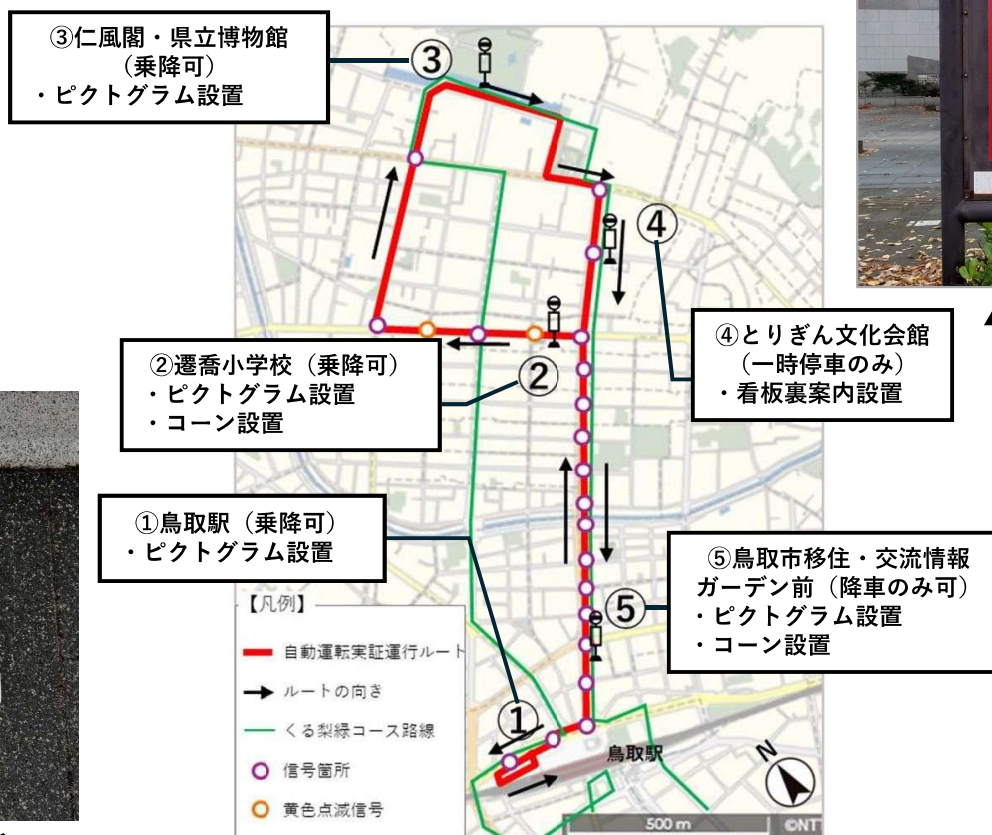 ③仁風閣・県立博物館
（乗降可）
・ピクトグラム設置
③
④
④とりぎん文化会館
（一時停車のみ）
・看板裏案内設置
②遷喬小学校（乗降可）
・ピクトグラム設置
・コーン設置
②
①鳥取駅（乗降可）
・ピクトグラム設置
⑤鳥取市移住・交流情報
ガーデン前（降車のみ可）
・ピクトグラム設置
・コーン設置
⑤
【凡例】
自動運転実証運行ルート
ルートの向き
くる梨緑コース路線
信号箇所
黄色点滅信号
①
鳥取駅
N
500 m
©NT